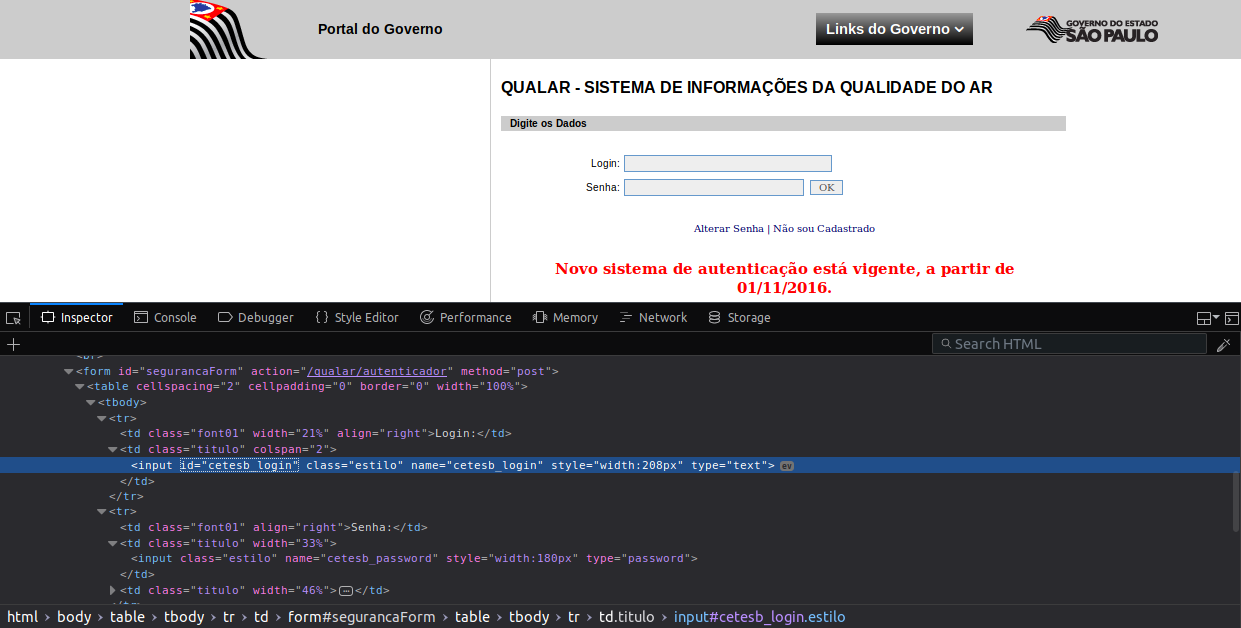 Portal do Governo
Links do Governo
GOVERNO DO ESTADO
SÃO PAULO
QUALAR - SISTEMA DE INFORMAÇÕES DA QUALIDADE DO AR
Digite os Dados
Login:
Senha:
OK
Alterar Senha | Não sou Cadastrado
Novo sistema de autenticação está vigente, a partir de
01/11/2016.
Inspector
Console
Debugger
{ } Style Editor
Performance
Memory
Network
Storage
Search HTML
<form id="segurancaForm" action="/qualar/autenticador" method="post">
<table cellspacing="2" cellpadding="0" border="0" width="100%">
<tbody>
<tr>
<td class="font01" width="21%" align="right">Login:</td>
<td class="titulo" colspan="2">
<input id="cetesb_login" class="estilo" name="cetesb_login" style="width:208px" type="text"> ev
</td>
</tr>
<tr>
<td class="font01" align="right">Senha:</td>
<td class="titulo" width="33%">
<input class="estilo" name="cetesb_password" style="width:180px" type="password">
</td>
<td class="titulo" width="46%">…</td>
html › body › table › tbody › tr › td › form#segurancaForm › table › tbody › tr › td.titulo › input#cetesb_login.estilo